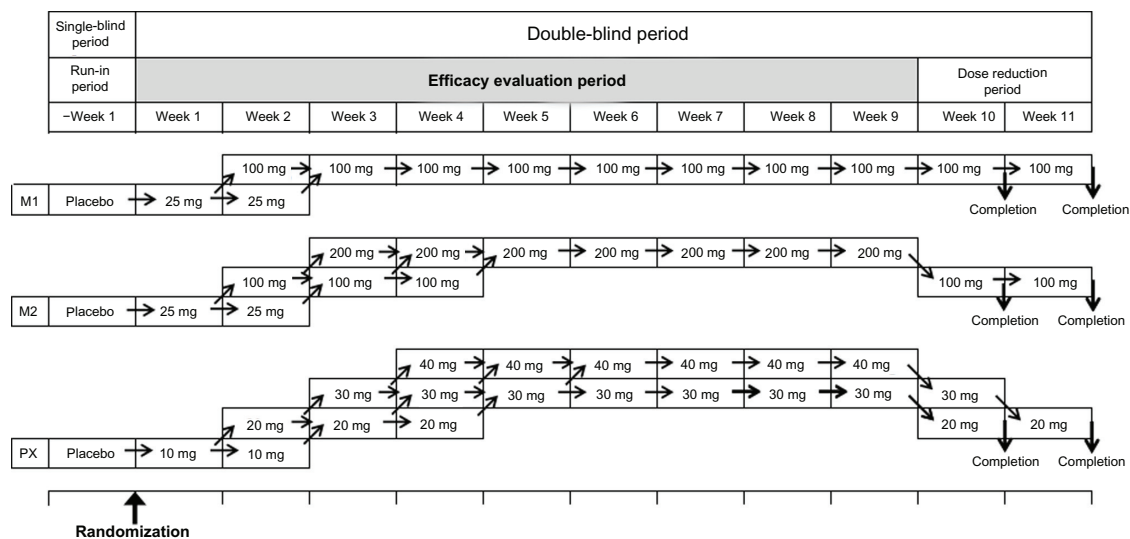 Single-blind
period
Double-blind period
Run-in
period
Efficacy evaluation period
Dose reduction
period
−Week 1 Week 1 Week 2 Week 3 Week 4 Week 5 Week 6 Week 7 Week 8 Week 9 Week 10 Week 11
100 mg 100 mg 100 mg 100 mg 100 mg 100 mg 100 mg 100 mg 100 mg 100 mg
M1 Placebo 25 mg 25 mg
Completion Completion
200 mg 200 mg 200 mg 200 mg 200 mg 200 mg 200 mg
100 mg 100 mg 100 mg 100 mg 100 mg
M2 Placebo 25 mg 25 mg
Completion Completion
40 mg 40 mg 40 mg 40 mg 40 mg 40 mg
30 mg 30 mg 30 mg 30 mg 30 mg 30 mg 30 mg 30 mg
20 mg 20 mg 20 mg 20 mg 20 mg
PX Placebo 10 mg 10 mg
Completion Completion
Randomization